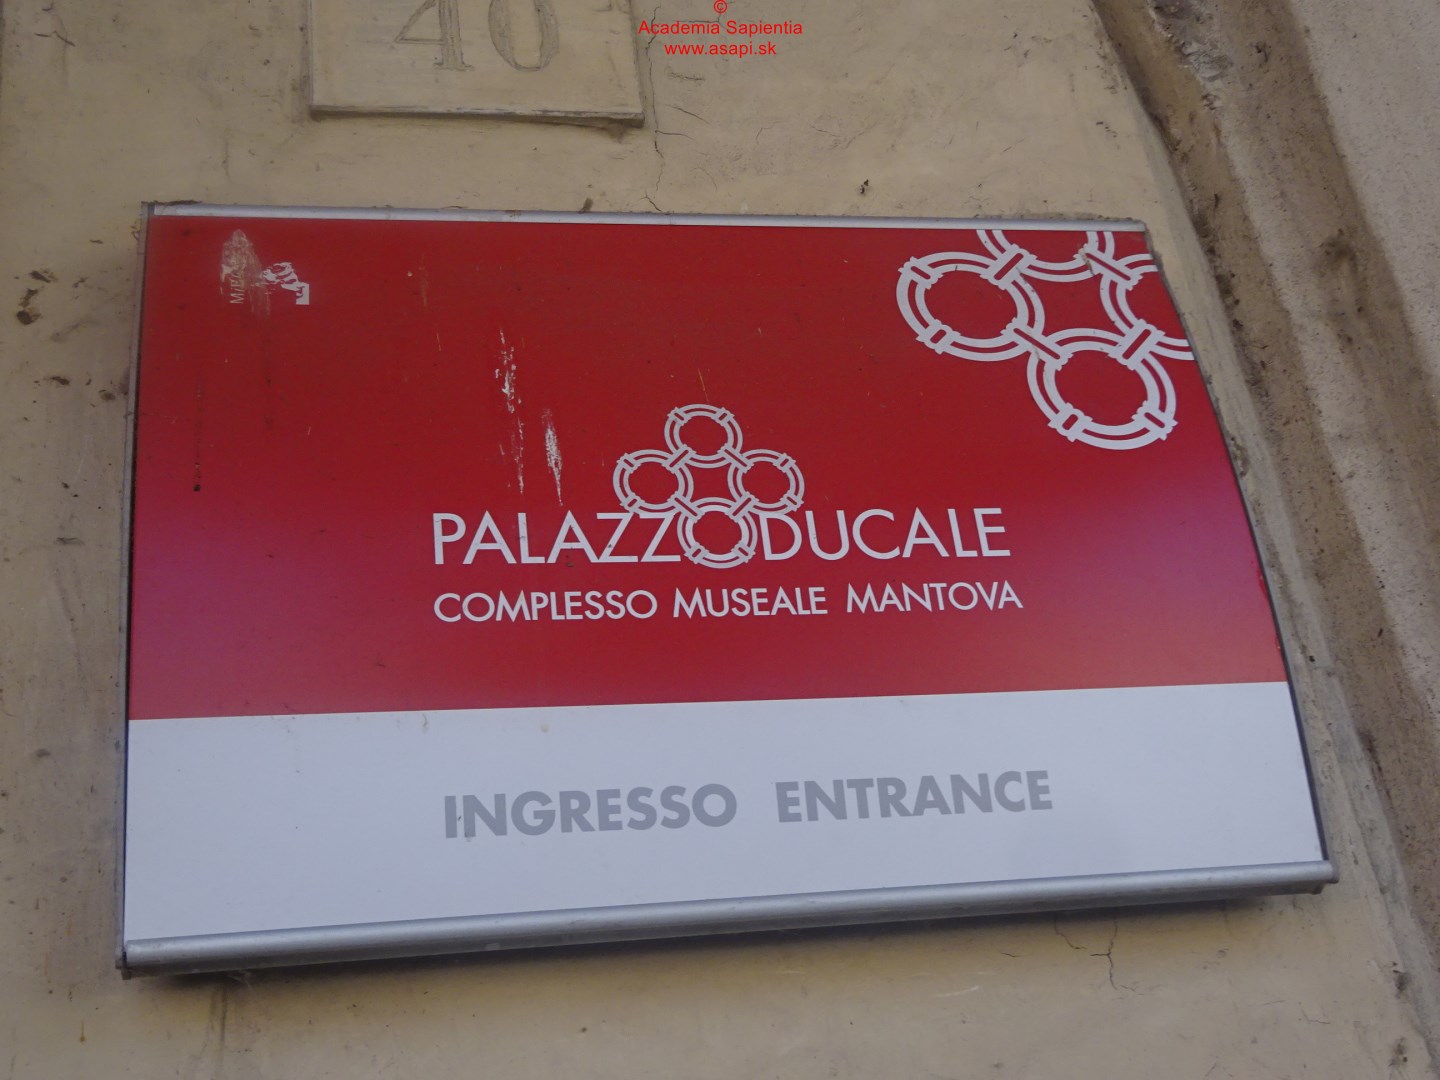 ©
Academia Sapientia
www.asapi.sk
40
PALAZZO DUCALE
COMPLESSO MUSEALE MANTOVA
INGRESSO ENTRANCE